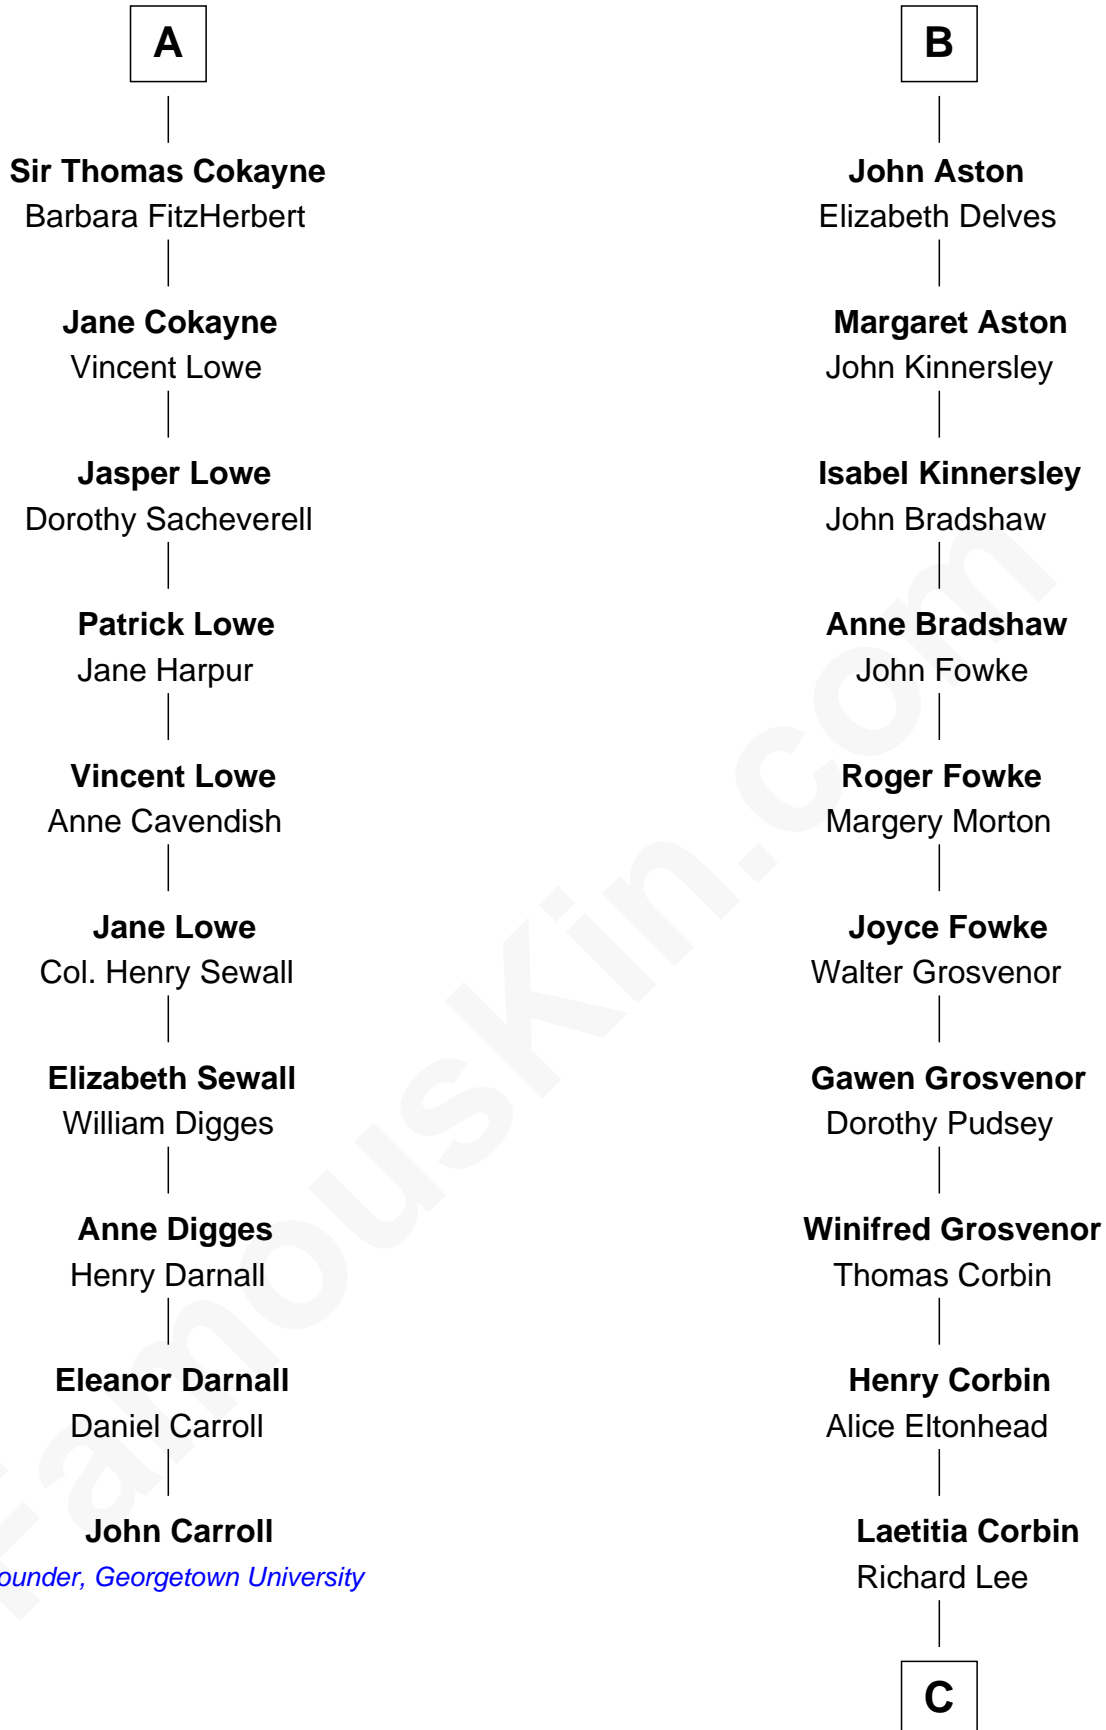 A
Sir Thomas Cokayne
Barbara FitzHerbert
Jane Cokayne
Vincent Lowe
Jasper Lowe
Dorothy Sacheverell
Patrick Lowe
Jane Harpur
Vincent Lowe
Anne Cavendish
Jane Lowe
Col. Henry Sewall
Elizabeth Sewall
William Digges
Anne Digges
Henry Darnall
Eleanor Darnall
Daniel Carroll
John Carroll
ounder, Georgetown University
B
John Aston
Elizabeth Delves
Margaret Aston
John Kinnersley
Isabel Kinnersley
John Bradshaw
Anne Bradshaw
John Fowke
Roger Fowke
Margery Morton
Joyce Fowke
Walter Grosvenor
Gawen Grosvenor
Dorothy Pudsey
Winifred Grosvenor
Thomas Corbin
Henry Corbin
Alice Eltonhead
Laetitia Corbin
Richard Lee
C
FamousKin.com